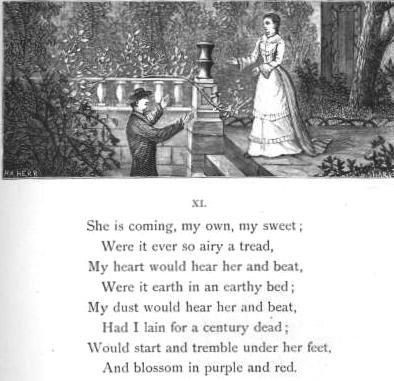 H.P. SHARP
XI.
She is coming, my own, my sweet;
Were it ever so airy a tread,
My heart would hear her and beat,
Were it earth in an earthy bed;
My dust would hear her and beat,
Had I lain for a century dead;
Would start and tremble under her feet,
And blossom in purple and red.